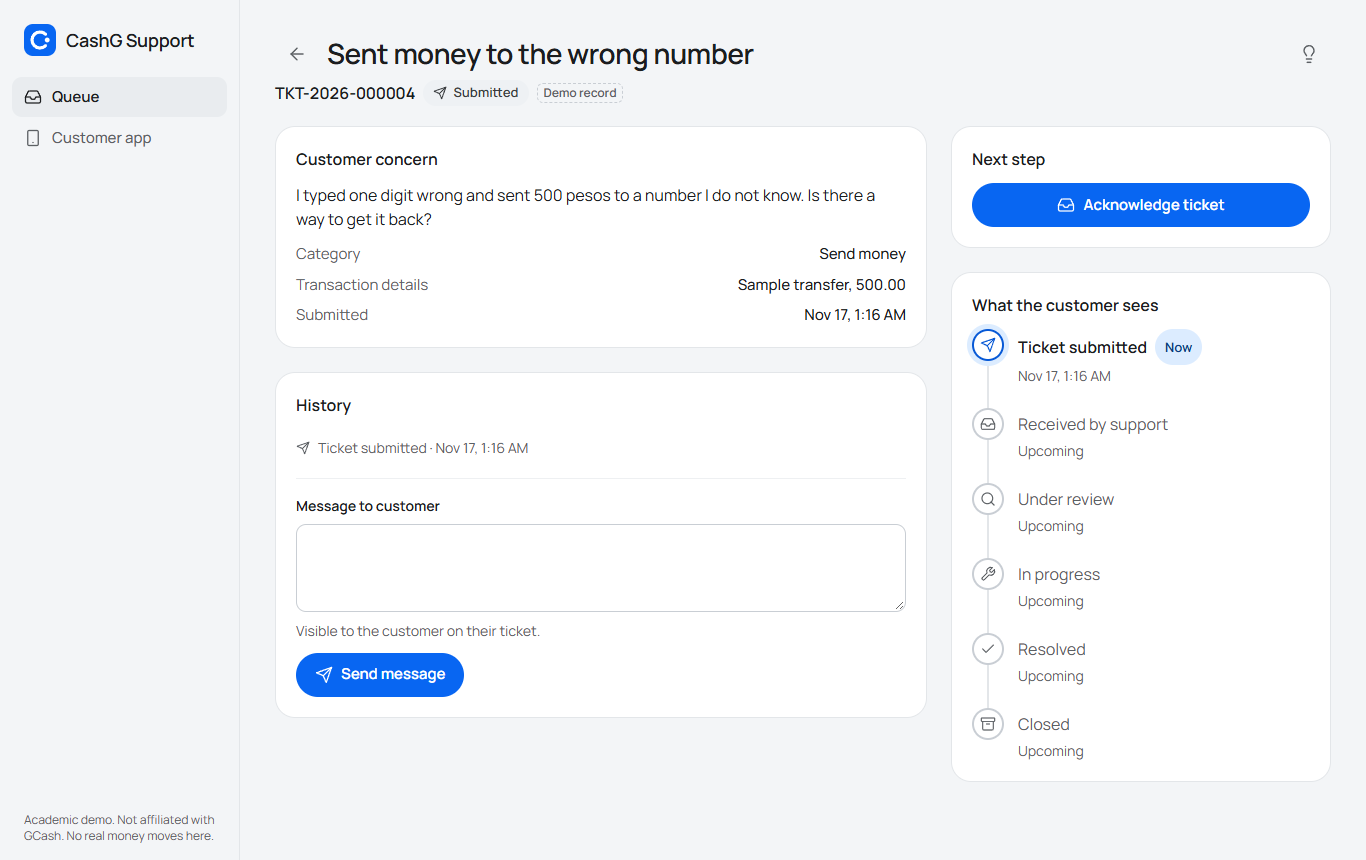 CashG Support
Queue
Customer app
Academic demo. Not affiliated with
GCash. No real money moves here.
Sent money to the wrong number
TKT-2026-000004
Submitted
Demo record
Customer concern
I typed one digit wrong and sent 500 pesos to a number I do not know. Is there a
way to get it back?
Category Send money
Transaction details Sample transfer, 500.00
Submitted Nov 17, 1:16 AM
History
Ticket submitted · Nov 17, 1:16 AM
Message to customer
Visible to the customer on their ticket.
Send message
Next step
Acknowledge ticket
What the customer sees
Ticket submitted Now
Nov 17, 1:16 AM
Received by support
Upcoming
Under review
Upcoming
In progress
Upcoming
Resolved
Upcoming
Closed
Upcoming